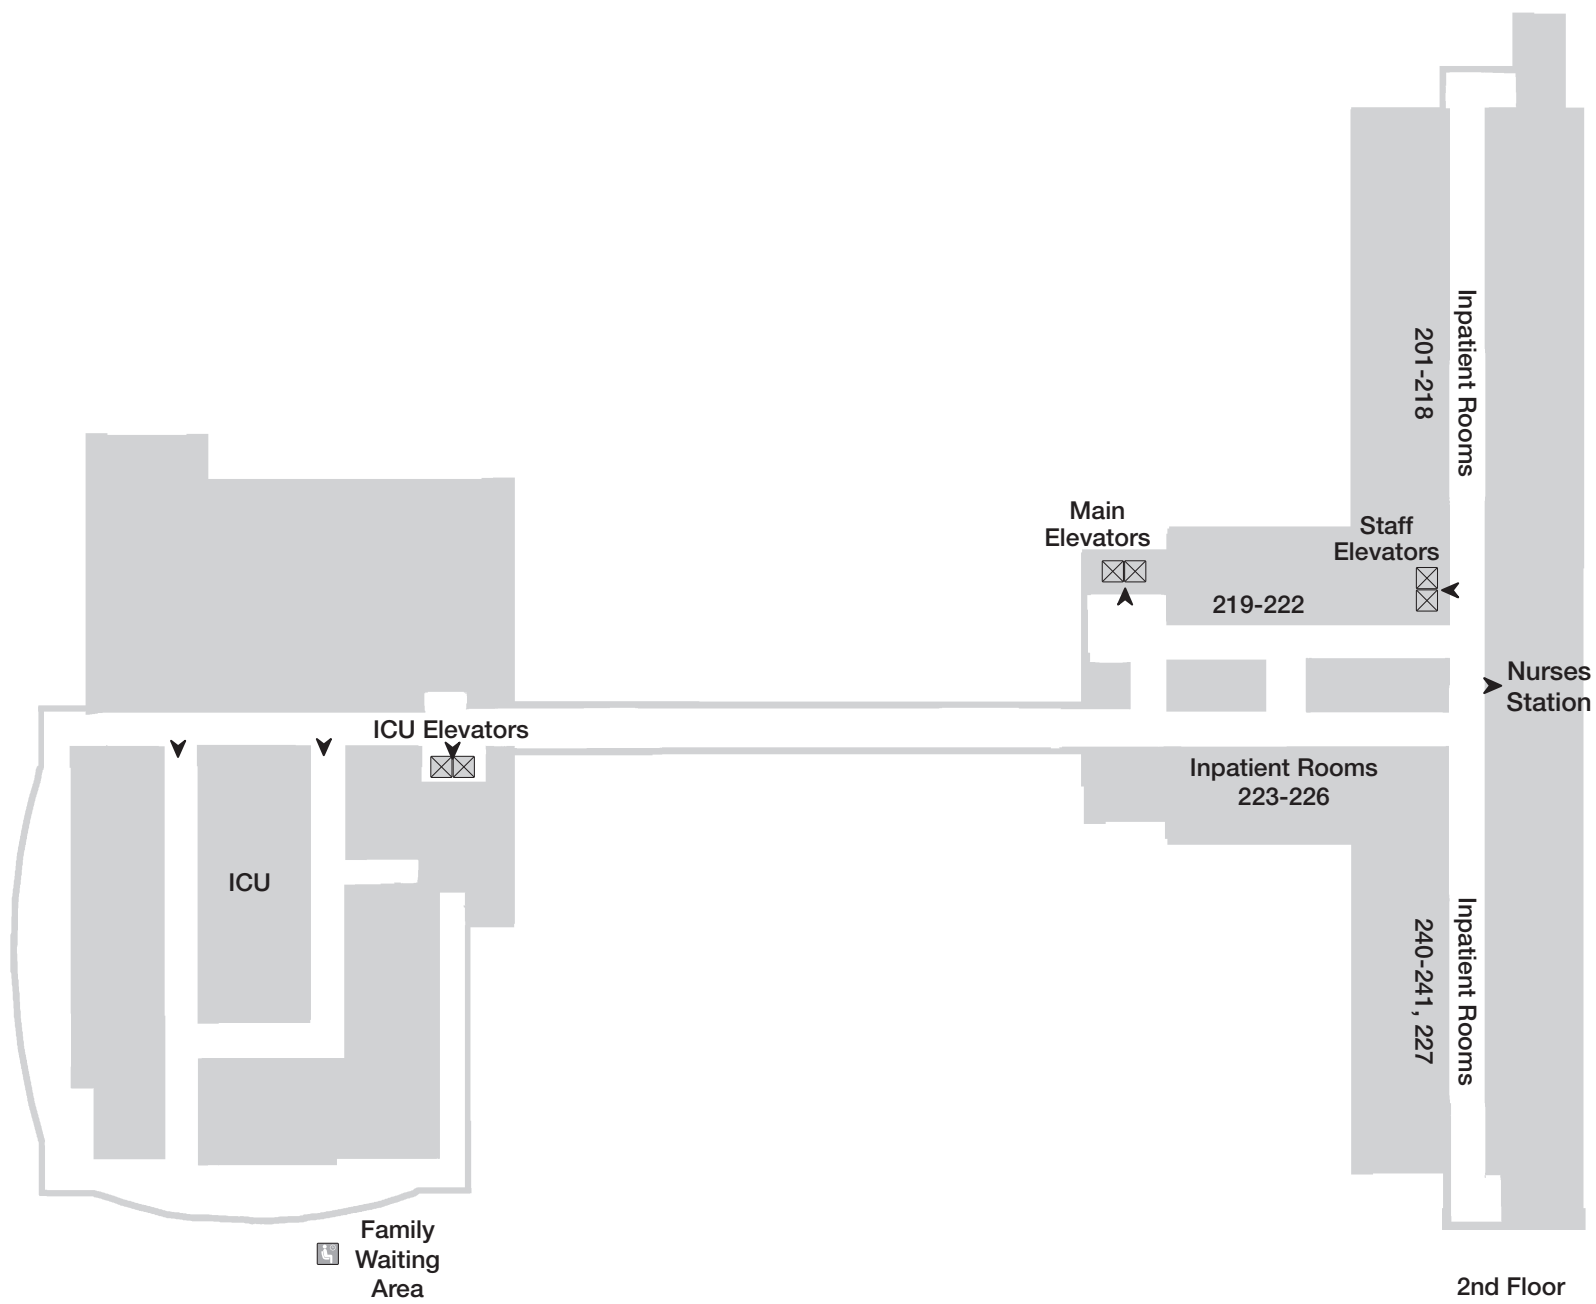 Inpatient Rooms
201-218
Main
Elevators
Staff
Elevators
219-222
Nurses
Station
ICU Elevators
Inpatient Rooms
223-226
ICU
Inpatient Rooms
240-241, 227
Family
Waiting
Area
2nd Floor